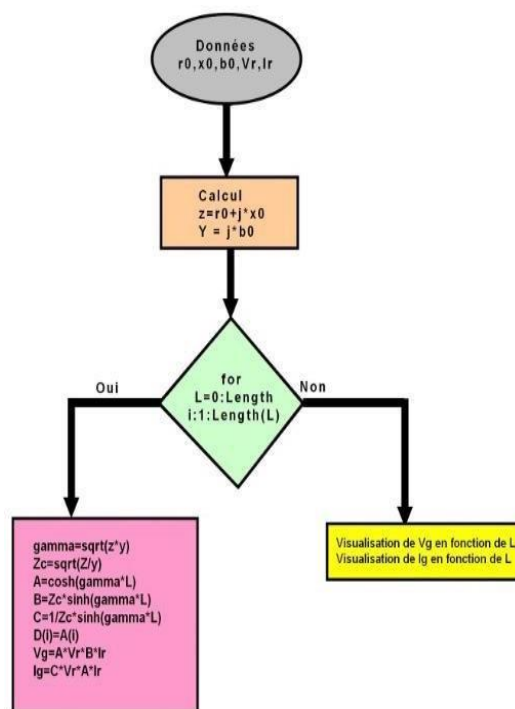 Données
r0,x0,b0,Vr,Ir
Calcul
z=r0+j*x0
Y = j*b0
for
L=0:Length
i:1:Length(L)
Oui
Non
gamma=sqrt(z*y)
Zc=sqrt(Z/y)
A=cosh(gamma*L)
B=Zc*sinh(gamma*L)
C=1/Zc*sinh(gamma*L)
D(i)=A(i)
Vg=A*Vr*B*Ir
Ig=C*Vr*A*Ir
Visualisation de Vg en fonction de L
Visualisation de Ig en fonction de L